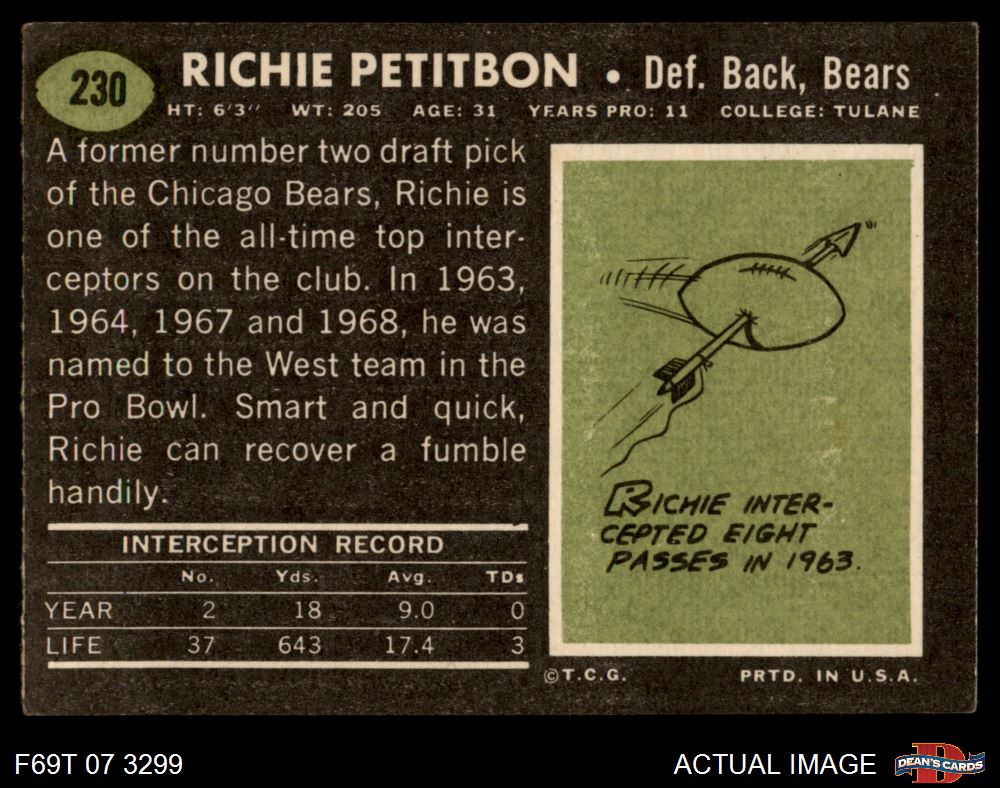 230
RICHIE PETITBON • Def. Back, Bears
HT: 6'3" WT: 205 AGE: 31 YEARS PRO: 11 COLLEGE: TULANE
A former number two draft pick
of the Chicago Bears, Richie is
one of the all-time top inter-
ceptors on the club. In 1963,
1964, 1967 and 1968, he was
named to the West team in the
Pro Bowl. Smart and quick,
Richie can recover a fumble
handily.
INTERCEPTION RECORD
No. Yds. Avg. TDs
YEAR 2 18 9.0 0
LIFE 37 643 17.4 3
RICHIE INTER-
CEPTED EIGHT
PASSES IN 1963.
©T.C.G. PRTD. IN U.S.A.
F69T 07 3299
ACTUAL IMAGE
DEAN'S CARDS